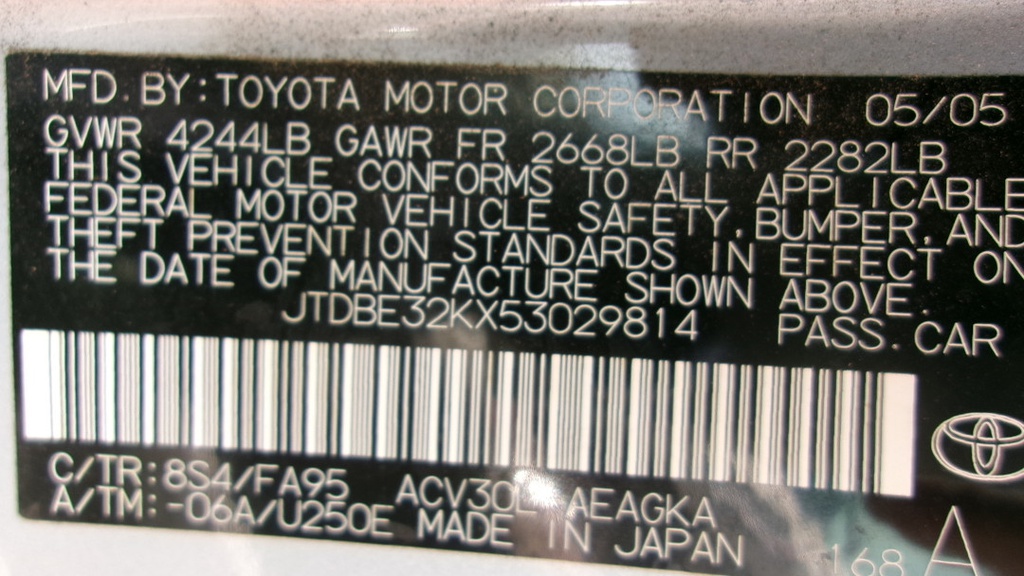 MFD. BY: TOYOTA MOTOR CORPORATION 05/05
GVWR 4244LB GAWR FR 2668LB RR 2282LB
THIS VEHICLE CONFORMS TO ALL APPLICABLE
FEDERAL MOTOR VEHICLE SAFETY, BUMPER, AND
THEFT PREVENTION STANDARDS IN EFFECT ON
THE DATE OF MANUFACTURE SHOWN ABOVE.
JTDBE32KX53029814 PASS. CAR
C/TR: 8S4/FA95 ACV30L-AEAGKA
A/TM: -06A/U250E MADE IN JAPAN
168 A